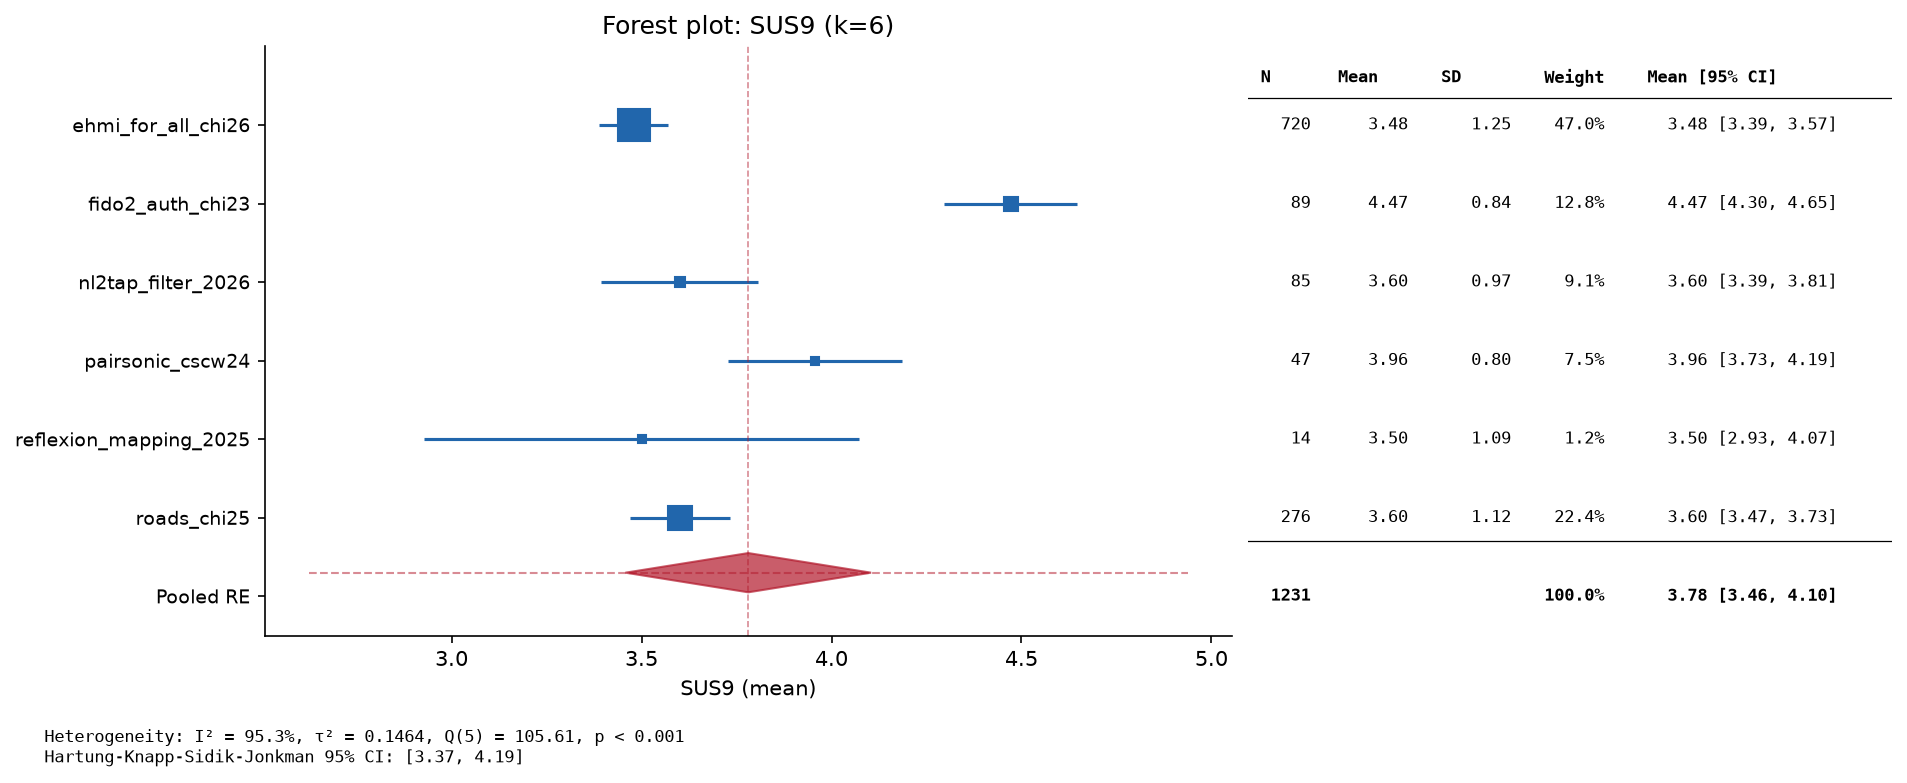 Forest plot: SUS9 (k=6)
N Mean SD Weight Mean [95% CI]
ehmi_for_all_chi26 720 3.48 1.25 47.0% 3.48 [3.39, 3.57]
fido2_auth_chi23 89 4.47 0.84 12.8% 4.47 [4.30, 4.65]
nl2tap_filter_2026 85 3.60 0.97 9.1% 3.60 [3.39, 3.81]
pairsonic_cscw24 47 3.96 0.80 7.5% 3.96 [3.73, 4.19]
reflexion_mapping_2025 14 3.50 1.09 1.2% 3.50 [2.93, 4.07]
roads_chi25 276 3.60 1.12 22.4% 3.60 [3.47, 3.73]
Pooled RE 1231 100.0% 3.78 [3.46, 4.10]
3.0 3.5 4.0 4.5 5.0
SUS9 (mean)
Heterogeneity: I² = 95.3%, τ² = 0.1464, Q(5) = 105.61, p < 0.001
Hartung-Knapp-Sidik-Jonkman 95% CI: [3.37, 4.19]